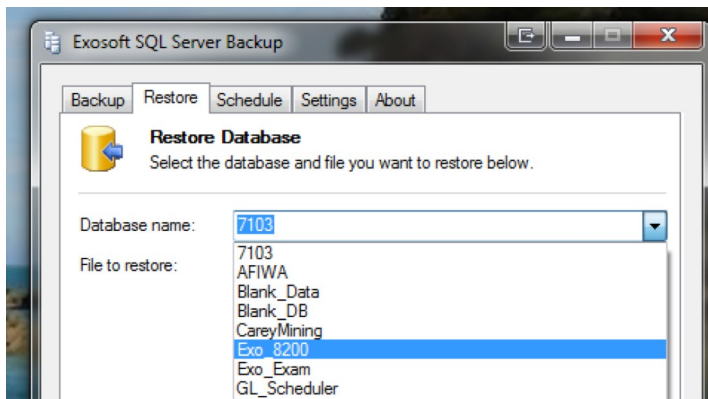 Exosoft SQL Server Backup
Backup Restore Schedule Settings About
Restore Database
Select the database and file you want to restore below.
Database name: 7103
File to restore:
7103
AFIWA
Blank_Data
Blank_DB
CareyMining
Exo_8200
Exo_Exam
GL_Scheduler